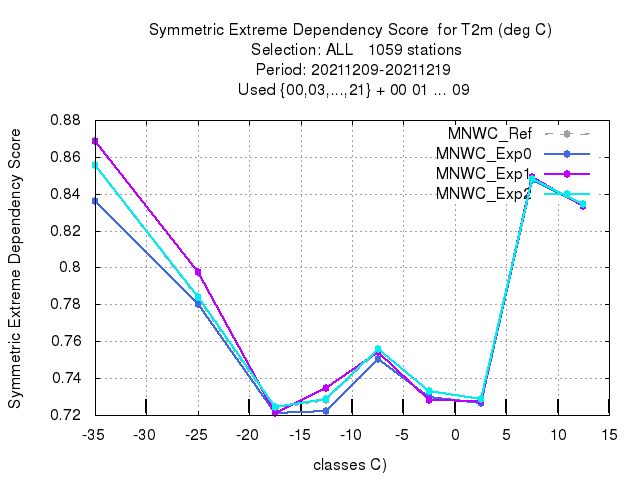 Symmetric Extreme Dependency Score for T2m (deg C)
Selection: ALL 1059 stations
Period: 20211209-20211219
Used {00,03,...,21} + 00 01 ... 09
Symmetric Extreme Dependency Score
0.88
0.86
0.84
0.82
0.8
0.78
0.76
0.74
0.72
MNWC_Ref
MNWC_Exp0
MNWC_Exp1
MNWC_Exp2
-35 -30 -25 -20 -15 -10 -5 0 5 10 15
classes C)